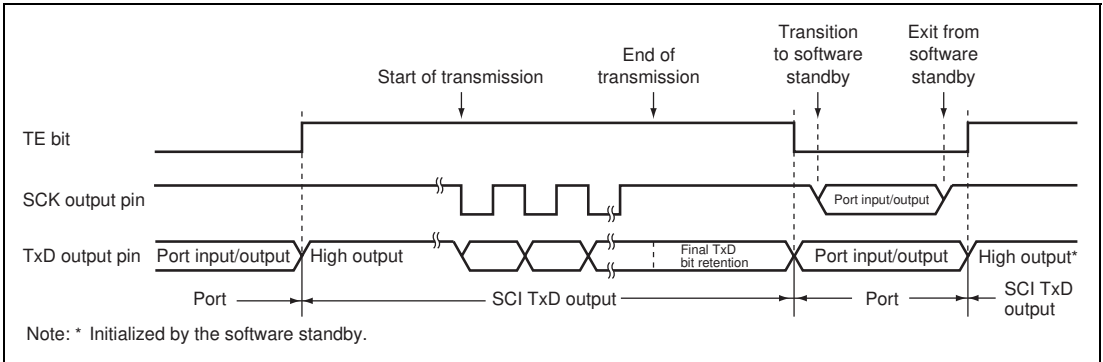 Transition
to software
standby
Exit from
software
standby
End of
transmission
Start of transmission
TE bit
SCK output pin
Port input/output
TxD output pin
Port input/output
High output
Final TxD
bit retention
Port input/output
High output*
Port
SCI TxD output
Port
SCI TxD
output
Note: * Initialized by the software standby.